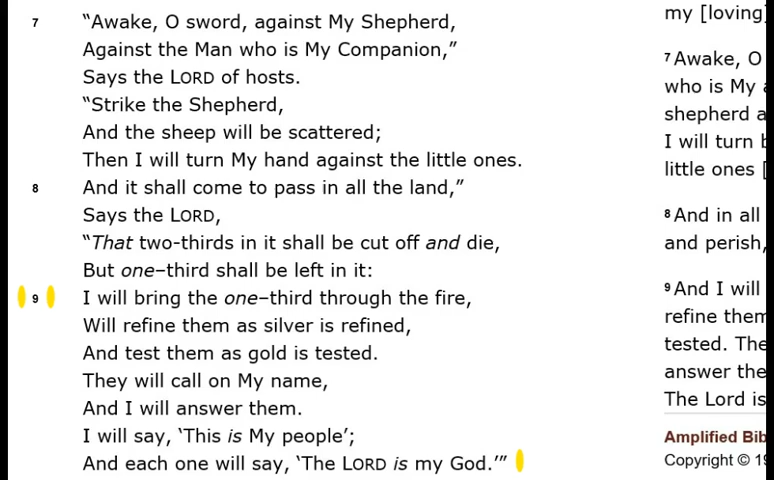 7 “Awake, O sword, against My Shepherd,
Against the Man who is My Companion,”
Says the LORD of hosts.
“Strike the Shepherd,
And the sheep will be scattered;
Then I will turn My hand against the little ones.
8 And it shall come to pass in all the land,”
Says the LORD,
“That two-thirds in it shall be cut off and die,
But one–third shall be left in it:
9 I will bring the one–third through the fire,
Will refine them as silver is refined,
And test them as gold is tested.
They will call on My name,
And I will answer them.
I will say, ‘This is My people’;
And each one will say, ‘The LORD is my God.’”
my [loving]
7 Awake, O
who is My
shepherd a
I will turn
little ones [
8 And in all
and perish,
9 And I will
refine them
tested. The
answer the
The Lord is
Amplified Bib
Copyright © 19